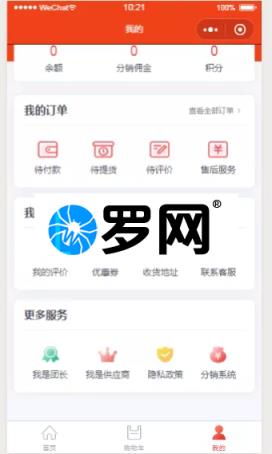 WeChat 10:21 100%
我的
0 0 0
余额 分销佣金 积分
我的订单 查看全部订单
待付款 待提货 待评价 售后服务
我
罗网®
我的评价 优惠券 收货地址 联系客服
更多服务
我是团长 我是供应商 隐私政策 分销系统
首页 购物车 我的